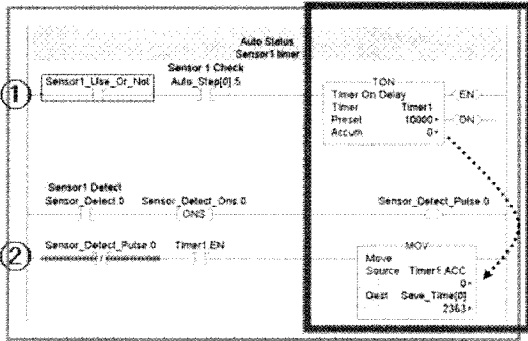 Auto Status
Sensor1 timer
Sensor 1 Check
Sensor1_Use_Or_Not Auto_Step[0].5
①
TON
Timer On Delay
Timer Timer1
Preset 10000
Accum 0
EN
DN
Sensor1 Detect
Sensor_Detect.0 Sensor_Detect_Ons.0 Sensor_Detect_Pulse.0
ONS
② Sensor_Detect_Pulse.0 Timer1.EN
MOV
Move
Source Timer1.ACC
0
Dest Save_Time[0]
2363